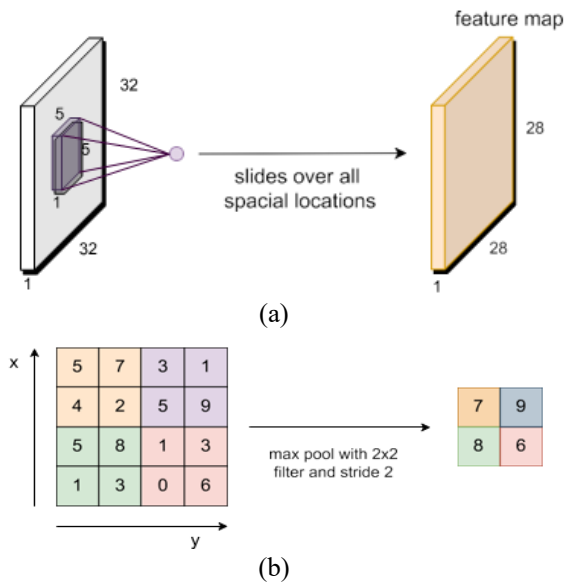 feature map
32
5
5
28
slides over all
spacial locations
1
32
28
1
1
(a)
x
5 7 3 1
4 2 5 9
7 9
5 8 1 3
max pool with 2x2
8 6
filter and stride 2
1 3 0 6
y
(b)